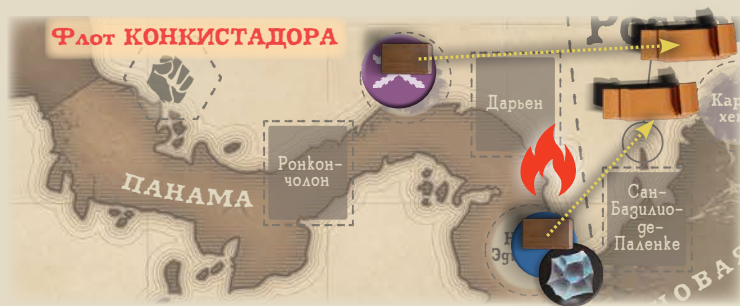 Флот КОНКИСТАДОРА
Дарьен
Ронкон-
чолон
ПАНАМА
Сан-
Базилио-
де-
Паленке